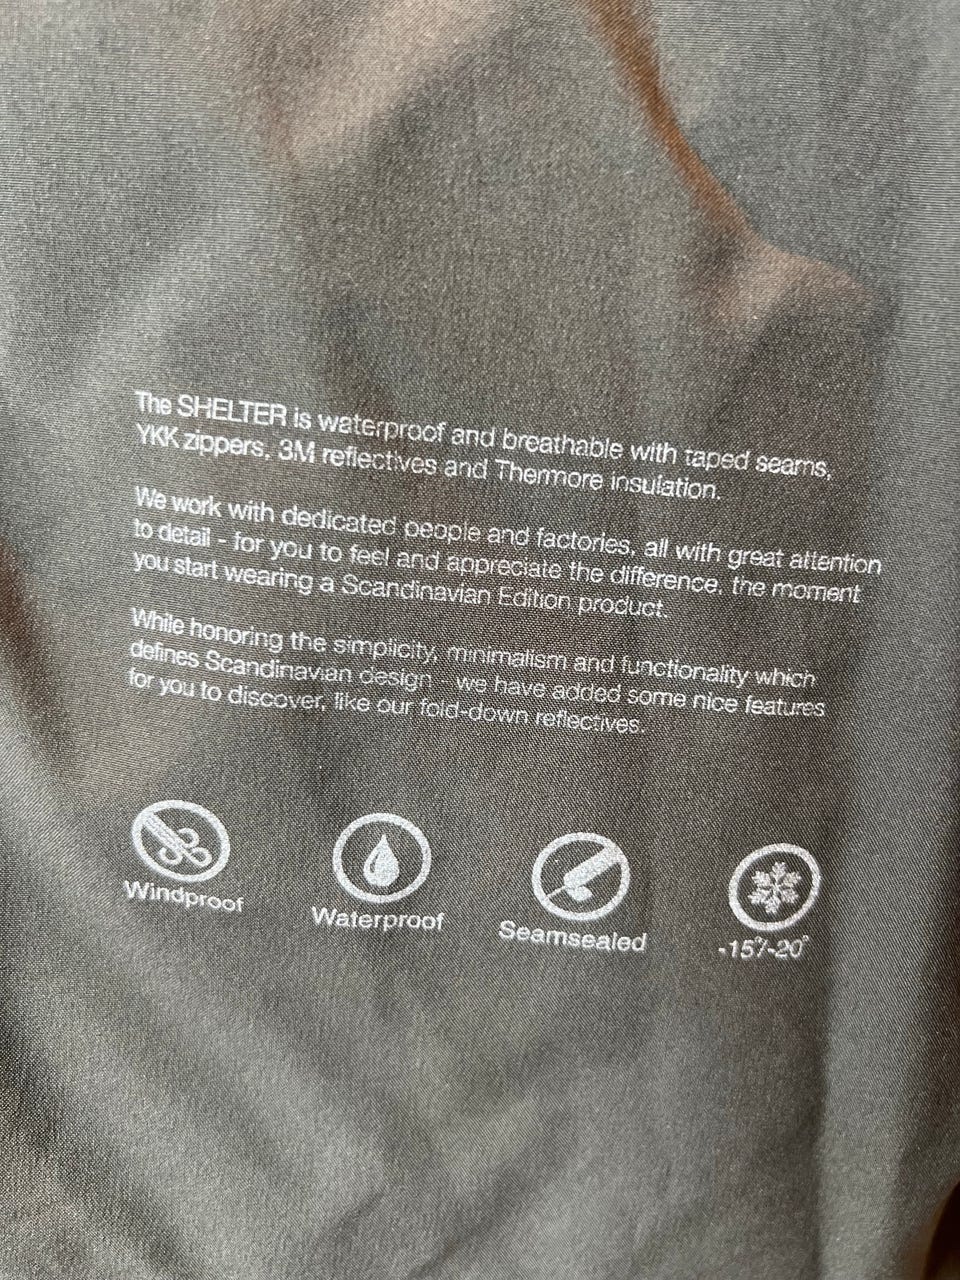 The SHELTER is waterproof and breathable with taped seams,
YKK zippers, 3M reflectives and Thermore insulation.
We work with dedicated people and factories, all with great attention
to detail - for you to feel and appreciate the difference, the moment
you start wearing a Scandinavian Edition product.
While honoring the simplicity, minimalism and functionality which
defines Scandinavian design - we have added some nice features
for you to discover, like our fold-down reflectives.
Windproof
Waterproof
Seamsealed
-15°/-20°